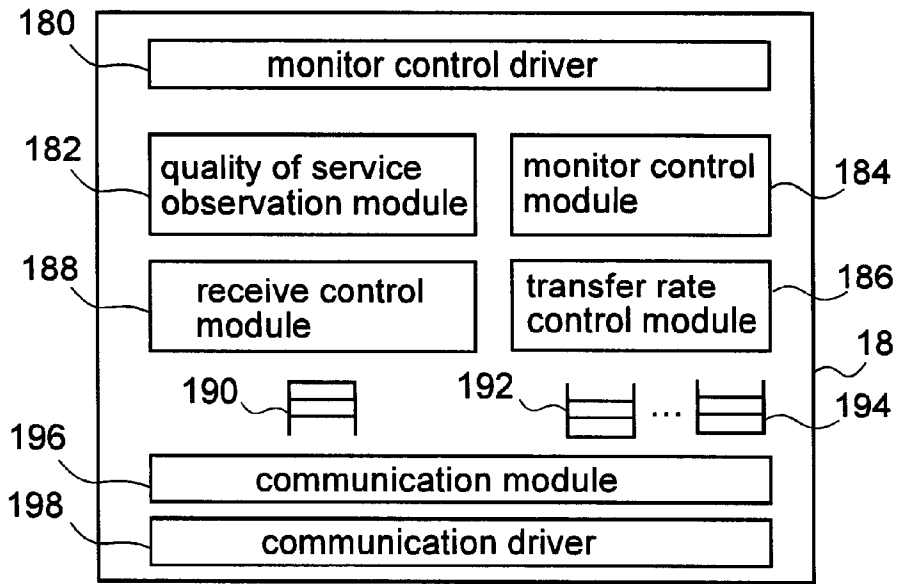 180
monitor control driver
182
quality of service
observation module
monitor control
module
184
188
receive control
module
transfer rate
control module
186
18
190
192
...
194
196
communication module
198
communication driver